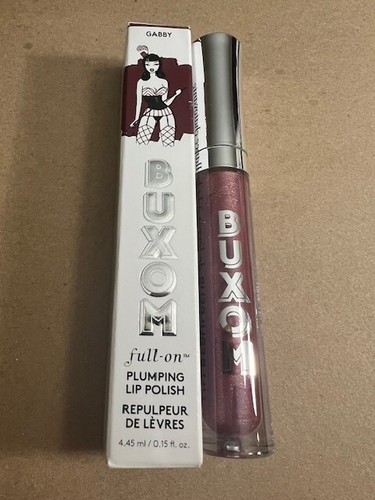 GABBY
BUXOM
full-on™
PLUMPING
LIP POLISH
REPULPEUR
DE LÈVRES
4.45 ml / 0.15 fl. oz.
BUXOM